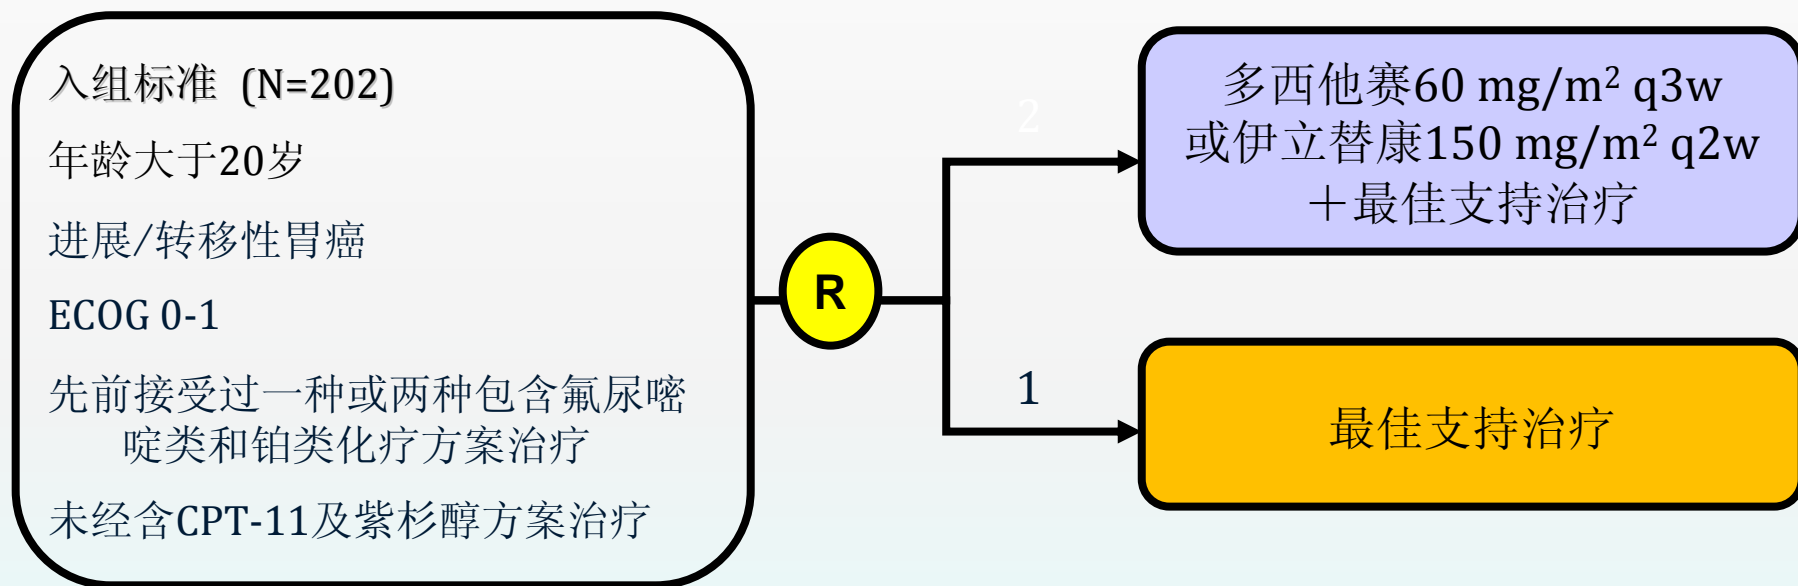 入组标准 (N=202)
年龄大于20岁
进展/转移性胃癌
ECOG 0-1
先前接受过一种或两种包含氟尿嘧
啶类和铂类化疗方案治疗
未经含CPT-11及紫杉醇方案治疗
R
2
多西他赛60 mg/m² q3w
或伊立替康150 mg/m² q2w
＋最佳支持治疗
1
最佳支持治疗